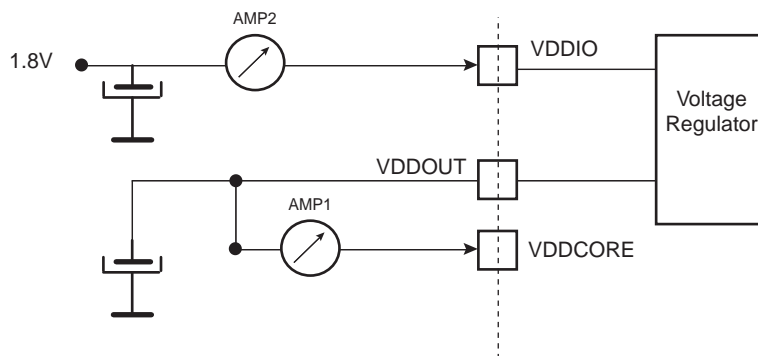 AMP2
1.8V
VDDIO
Voltage
Regulator
VDDOUT
AMP1
VDDCORE